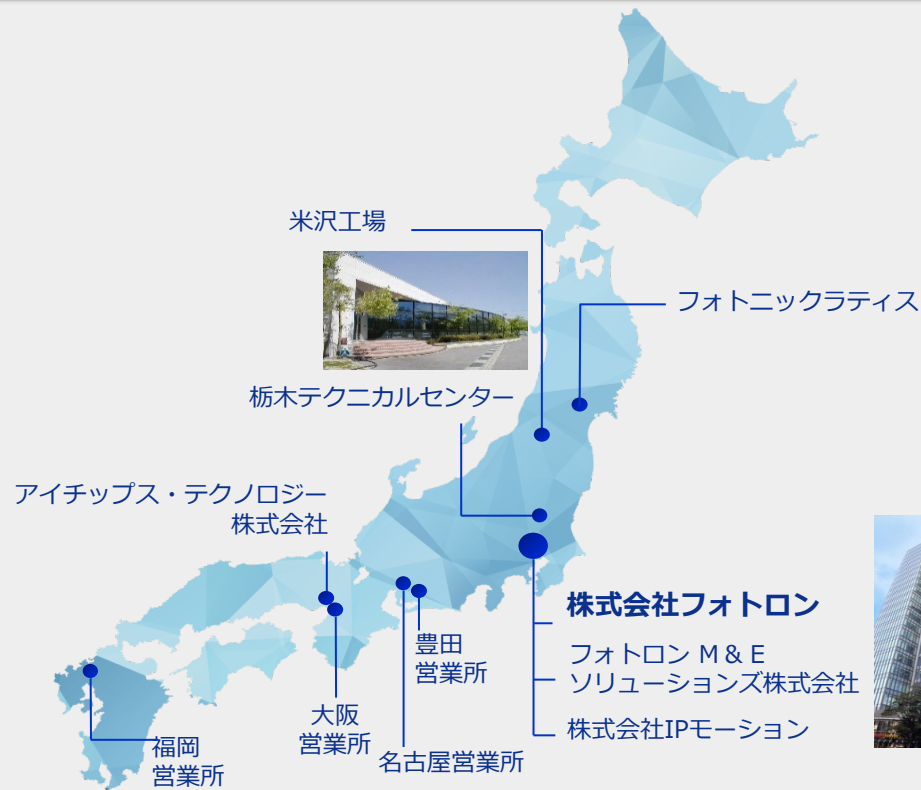 米沢工場
フォトニックラティス
栃木テクニカルセンター
アイチップス・テクノロジー
株式会社
株式会社フォトロン
フォトロン M & E
ソリューションズ株式会社
株式会社IPモーション
豊田
営業所
大阪
営業所
名古屋営業所
福岡
営業所